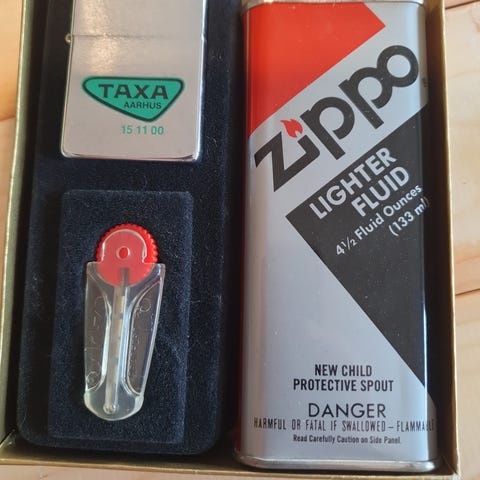 TAXA
AARHUS
15 11 00
Zippo
LIGHTER
FLUID
4½ Fluid Ounces
(133 ml)
NEW CHILD
PROTECTIVE SPOUT
DANGER
HARMFUL OR FATAL IF SWALLOWED – FLAMMABLE
Read Carefully Caution on Side Panel.